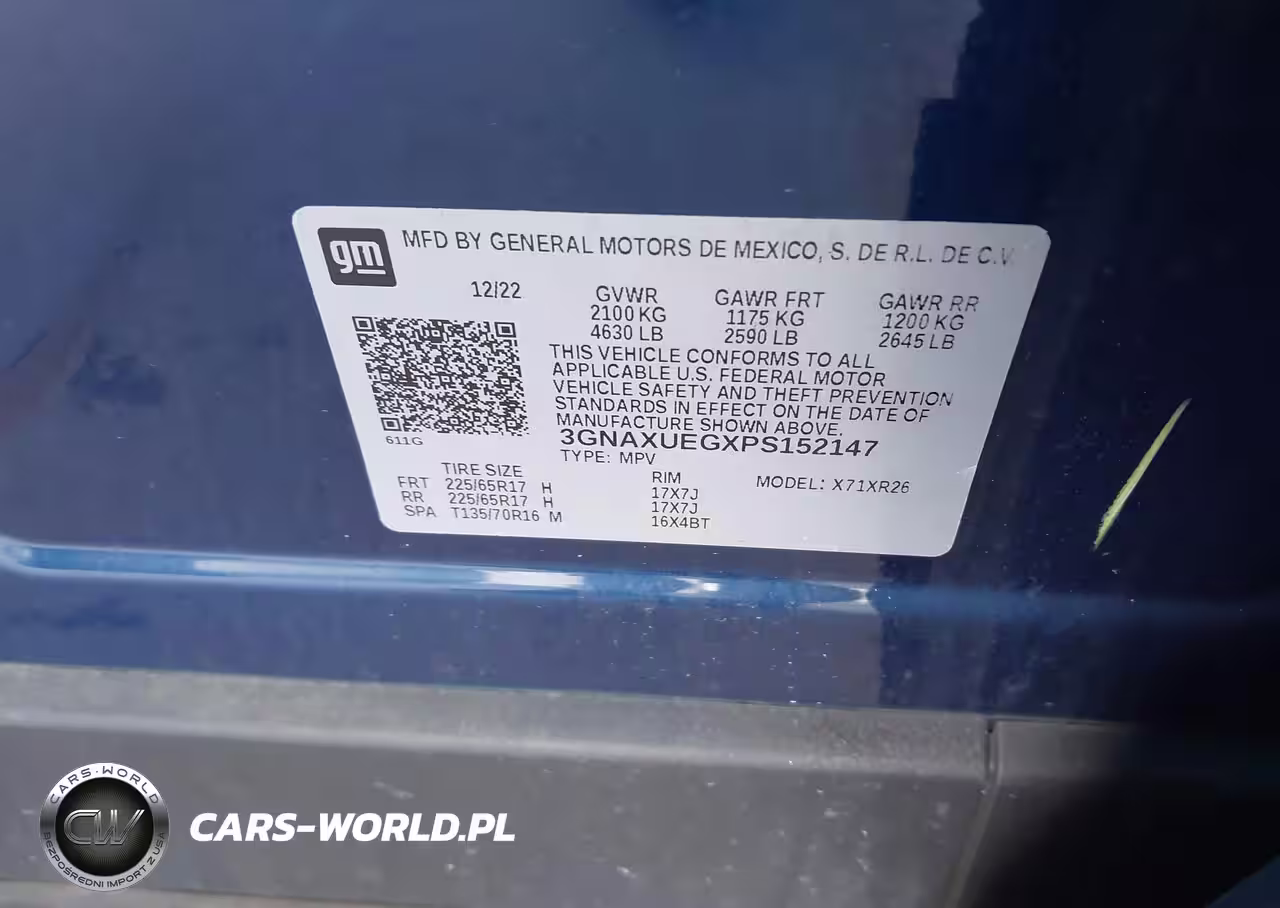 gm
MFD BY GENERAL MOTORS DE MEXICO, S. DE R.L. DE C.V.
12/22
GVWR
2100 KG
4630 LB
GAWR FRT
1175 KG
2590 LB
GAWR RR
1200 KG
2645 LB
THIS VEHICLE CONFORMS TO ALL
APPLICABLE U.S. FEDERAL MOTOR
VEHICLE SAFETY AND THEFT PREVENTION
STANDARDS IN EFFECT ON THE DATE OF
MANUFACTURE SHOWN ABOVE.
611G
3GNAXUEGXPS152147
TYPE: MPV
TIRE SIZE RIM MODEL: X71XR26
FRT 225/65R17 H 17X7J
RR 225/65R17 H 17X7J
SPA T135/70R16 M 16X4BT
CARS-WORLD
CW
BEZPOŚREDNI IMPORT Z USA
CARS-WORLD.PL